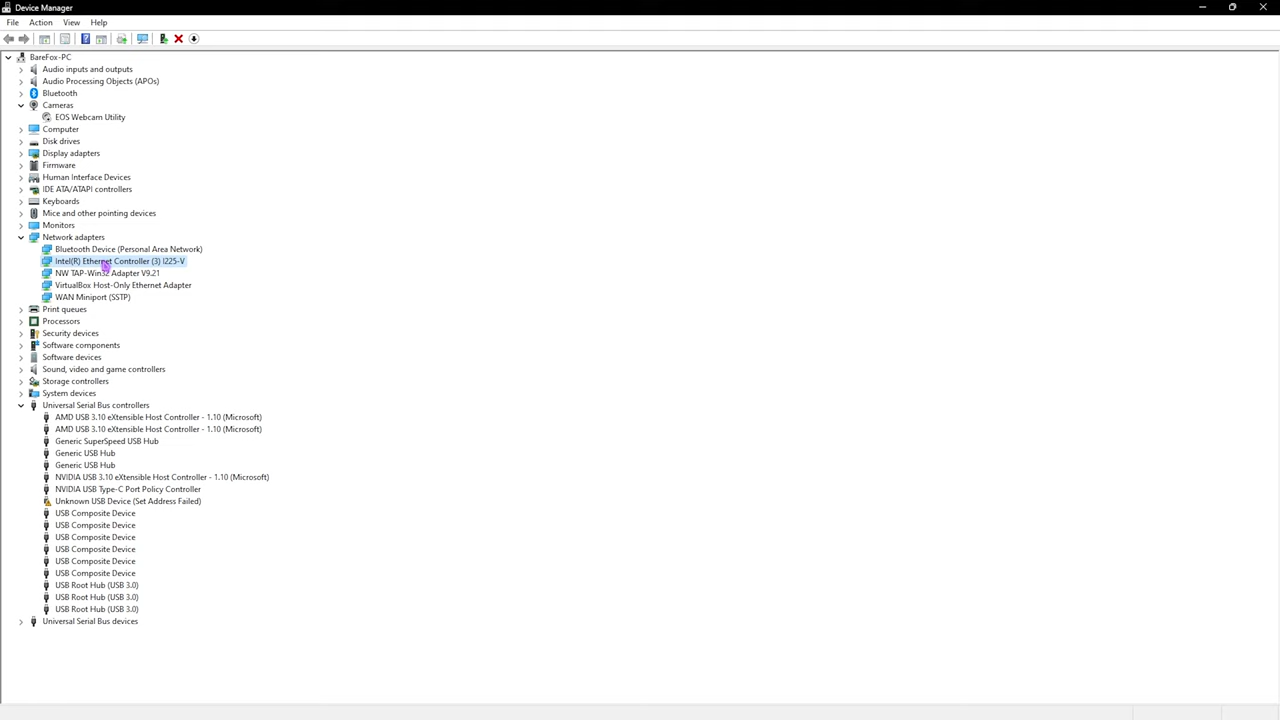 Device Manager
File Action View Help
BareFox-PC
Audio inputs and outputs
Audio Processing Objects (APOs)
Bluetooth
Cameras
EOS Webcam Utility
Computer
Disk drives
Display adapters
Firmware
Human Interface Devices
IDE ATA/ATAPI controllers
Keyboards
Mice and other pointing devices
Monitors
Network adapters
Bluetooth Device (Personal Area Network)
Intel(R) Ethernet Controller (3) I225-V
NW TAP-Win32 Adapter V9.21
VirtualBox Host-Only Ethernet Adapter
WAN Miniport (SSTP)
Print queues
Processors
Security devices
Software components
Software devices
Sound, video and game controllers
Storage controllers
System devices
Universal Serial Bus controllers
AMD USB 3.10 eXtensible Host Controller - 1.10 (Microsoft)
AMD USB 3.10 eXtensible Host Controller - 1.10 (Microsoft)
Generic SuperSpeed USB Hub
Generic USB Hub
Generic USB Hub
NVIDIA USB 3.10 eXtensible Host Controller - 1.10 (Microsoft)
NVIDIA USB Type-C Port Policy Controller
Unknown USB Device (Set Address Failed)
USB Composite Device
USB Composite Device
USB Composite Device
USB Composite Device
USB Composite Device
USB Composite Device
USB Root Hub (USB 3.0)
USB Root Hub (USB 3.0)
USB Root Hub (USB 3.0)
Universal Serial Bus devices